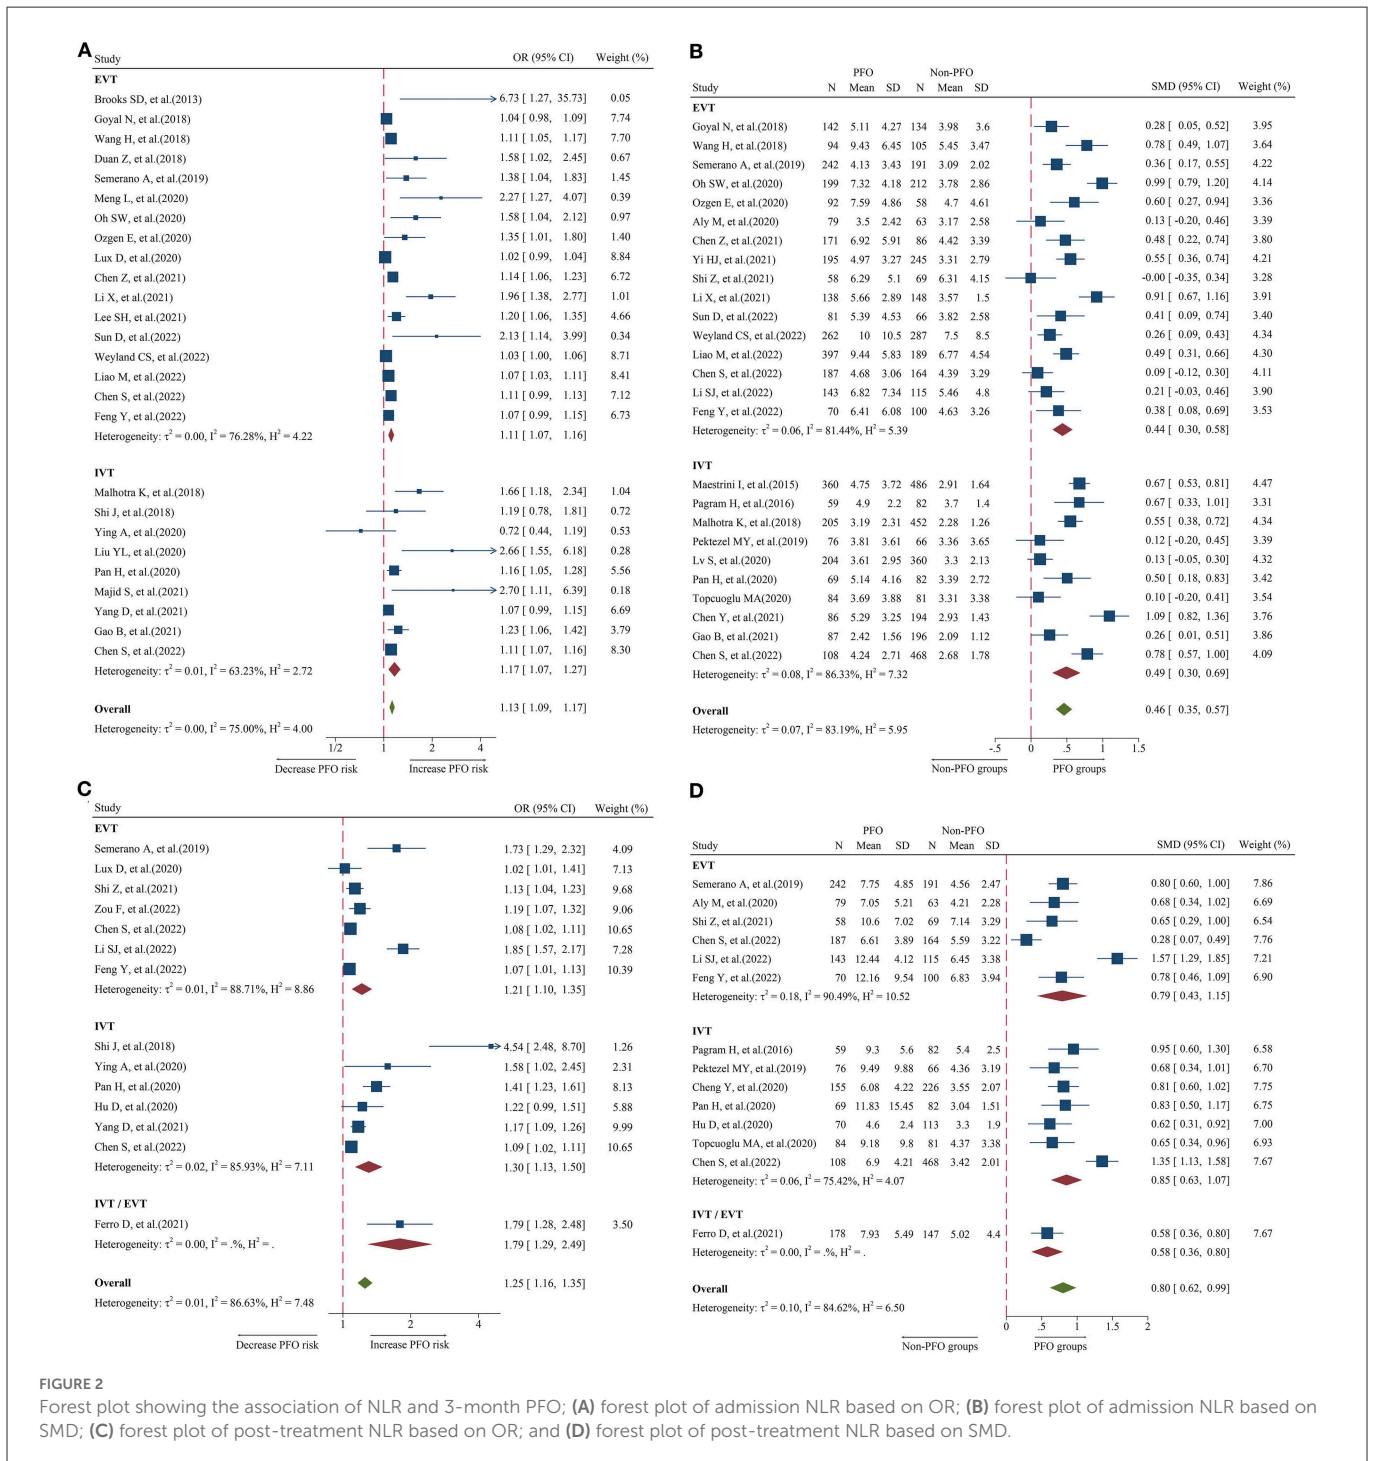 A
Study OR (95% CI) Weight (%)
EVT
Brooks SD, et al.(2013) 6.73 [ 1.27, 35.73] 0.05
Goyal N, et al.(2018) 1.04 [ 0.98, 1.09] 7.74
Wang H, et al.(2018) 1.11 [ 1.05, 1.17] 7.70
Duan Z, et al.(2018) 1.58 [ 1.02, 2.45] 0.67
Semerano A, et al.(2019) 1.38 [ 1.04, 1.83] 1.45
Meng L, et al.(2020) 2.27 [ 1.27, 4.07] 0.39
Oh SW, et al.(2020) 1.58 [ 1.04, 2.12] 0.97
Ozgen E, et al.(2020) 1.35 [ 1.01, 1.80] 1.40
Lux D, et al.(2020) 1.02 [ 0.99, 1.04] 8.84
Chen Z, et al.(2021) 1.14 [ 1.06, 1.23] 6.72
Li X, et al.(2021) 1.96 [ 1.38, 2.77] 1.01
Lee SH, et al.(2021) 1.20 [ 1.06, 1.35] 4.66
Sun D, et al.(2022) 2.13 [ 1.14, 3.99] 0.34
Weyland CS, et al.(2022) 1.03 [ 1.00, 1.06] 8.71
Liao M, et al.(2022) 1.07 [ 1.03, 1.11] 8.41
Chen S, et al.(2022) 1.11 [ 0.99, 1.13] 7.12
Feng Y, et al.(2022) 1.07 [ 0.99, 1.15] 6.73
Heterogeneity: τ² = 0.00, I² = 76.28%, H² = 4.22 1.11 [ 1.07, 1.16]
IVT
Malhotra K, et al.(2018) 1.66 [ 1.18, 2.34] 1.04
Shi J, et al.(2018) 1.19 [ 0.78, 1.81] 0.72
Ying A, et al.(2020) 0.72 [ 0.44, 1.19] 0.53
Liu YL, et al.(2020) 2.66 [ 1.55, 6.18] 0.28
Pan H, et al.(2020) 1.16 [ 1.05, 1.28] 5.56
Majid S, et al.(2021) 2.70 [ 1.11, 6.39] 0.18
Yang D, et al.(2021) 1.07 [ 0.99, 1.15] 6.69
Gao B, et al.(2021) 1.23 [ 1.06, 1.42] 3.79
Chen S, et al.(2022) 1.11 [ 1.07, 1.16] 8.30
Heterogeneity: τ² = 0.01, I² = 63.23%, H² = 2.72 1.17 [ 1.07, 1.27]
Overall 1.13 [ 1.09, 1.17]
Heterogeneity: τ² = 0.00, I² = 75.00%, H² = 4.00
1/2 1 2 4
Decrease PFO risk Increase PFO risk
B
PFO Non-PFO
Study N Mean SD N Mean SD SMD (95% CI) Weight (%)
EVT
Goyal N, et al.(2018) 142 5.11 4.27 134 3.98 3.6 0.28 [ 0.05, 0.52] 3.95
Wang H, et al.(2018) 94 9.43 6.45 105 5.45 3.47 0.78 [ 0.49, 1.07] 3.64
Semerano A, et al.(2019) 242 4.13 3.43 191 3.09 2.02 0.36 [ 0.17, 0.55] 4.22
Oh SW, et al.(2020) 199 7.32 4.18 212 3.78 2.86 0.99 [ 0.79, 1.20] 4.14
Ozgen E, et al.(2020) 92 7.59 4.86 58 4.7 4.61 0.60 [ 0.27, 0.94] 3.36
Aly M, et al.(2020) 79 3.5 2.42 63 3.17 2.58 0.13 [ -0.20, 0.46] 3.39
Chen Z, et al.(2021) 171 6.92 5.91 86 4.42 3.39 0.48 [ 0.22, 0.74] 3.80
Yi HJ, et al.(2021) 195 4.97 3.27 245 3.31 2.79 0.55 [ 0.36, 0.74] 4.21
Shi Z, et al.(2021) 58 6.29 5.1 69 6.31 4.15 -0.00 [ -0.35, 0.34] 3.28
Li X, et al.(2021) 138 5.66 2.89 148 3.57 1.5 0.91 [ 0.67, 1.16] 3.91
Sun D, et al.(2022) 81 5.39 4.53 66 3.82 2.58 0.41 [ 0.09, 0.74] 3.40
Weyland CS, et al.(2022) 262 10 10.5 287 7.5 8.5 0.26 [ 0.09, 0.43] 4.34
Liao M, et al.(2022) 397 9.44 5.83 189 6.77 4.54 0.49 [ 0.31, 0.66] 4.30
Chen S, et al.(2022) 187 4.68 3.06 164 4.39 3.29 0.09 [ -0.12, 0.30] 4.11
Li SJ, et al.(2022) 143 6.82 7.34 115 5.46 4.8 0.21 [ -0.03, 0.46] 3.90
Feng Y, et al.(2022) 70 6.41 6.08 100 4.63 3.26 0.38 [ 0.08, 0.69] 3.53
Heterogeneity: τ² = 0.06, I² = 81.44%, H² = 5.39 0.44 [ 0.30, 0.58]
IVT
Maestrini I, et al.(2015) 360 4.75 3.72 486 2.91 1.64 0.67 [ 0.53, 0.81] 4.47
Pagram H, et al.(2016) 59 4.9 2.2 82 3.7 1.4 0.67 [ 0.33, 1.01] 3.31
Malhotra K, et al.(2018) 205 3.19 2.31 452 2.28 1.26 0.55 [ 0.38, 0.72] 4.34
Pektezel MY, et al.(2019) 76 3.81 3.61 66 3.36 3.65 0.12 [ -0.20, 0.45] 3.39
Lv S, et al.(2020) 204 3.61 2.95 360 3.3 2.13 0.13 [ -0.05, 0.30] 4.32
Pan H, et al.(2020) 69 5.14 4.16 82 3.39 2.72 0.50 [ 0.18, 0.83] 3.42
Topcuoglu MA(2020) 84 3.69 3.88 81 3.31 3.38 0.10 [ -0.20, 0.41] 3.54
Chen Y, et al.(2021) 86 5.29 3.25 194 2.93 1.43 1.09 [ 0.82, 1.36] 3.76
Gao B, et al.(2021) 87 2.42 1.56 196 2.09 1.12 0.26 [ 0.01, 0.51] 3.86
Chen S, et al.(2022) 108 4.24 2.71 468 2.68 1.78 0.78 [ 0.57, 1.00] 4.09
Heterogeneity: τ² = 0.08, I² = 86.33%, H² = 7.32 0.49 [ 0.30, 0.69]
Overall 0.46 [ 0.35, 0.57]
Heterogeneity: τ² = 0.07, I² = 83.19%, H² = 5.95
-.5 0 .5 1 1.5
Non-PFO groups PFO groups
C
Study OR (95% CI) Weight (%)
EVT
Semerano A, et al.(2019) 1.73 [ 1.29, 2.32] 4.09
Lux D, et al.(2020) 1.02 [ 1.01, 1.41] 7.13
Shi Z, et al.(2021) 1.13 [ 1.04, 1.23] 9.68
Zou F, et al.(2022) 1.19 [ 1.07, 1.32] 9.06
Chen S, et al.(2022) 1.08 [ 1.02, 1.11] 10.65
Li SJ, et al.(2022) 1.85 [ 1.57, 2.17] 7.28
Feng Y, et al.(2022) 1.07 [ 1.01, 1.13] 10.39
Heterogeneity: τ² = 0.01, I² = 88.71%, H² = 8.86 1.21 [ 1.10, 1.35]
IVT
Shi J, et al.(2018) 4.54 [ 2.48, 8.70] 1.26
Ying A, et al.(2020) 1.58 [ 1.02, 2.45] 2.31
Pan H, et al.(2020) 1.41 [ 1.23, 1.61] 8.13
Hu D, et al.(2020) 1.22 [ 0.99, 1.51] 5.88
Yang D, et al.(2021) 1.17 [ 1.09, 1.26] 9.99
Chen S, et al.(2022) 1.09 [ 1.02, 1.11] 10.65
Heterogeneity: τ² = 0.02, I² = 85.93%, H² = 7.11 1.30 [ 1.13, 1.50]
IVT / EVT
Ferro D, et al.(2021) 1.79 [ 1.28, 2.48] 3.50
Heterogeneity: τ² = 0.00, I² = .%, H² = . 1.79 [ 1.29, 2.49]
Overall 1.25 [ 1.16, 1.35]
Heterogeneity: τ² = 0.01, I² = 86.63%, H² = 7.48
1 2 4
Decrease PFO risk Increase PFO risk
D
PFO Non-PFO
Study N Mean SD N Mean SD SMD (95% CI) Weight (%)
EVT
Semerano A, et al.(2019) 242 7.75 4.85 191 4.56 2.47 0.80 [ 0.60, 1.00] 7.86
Aly M, et al.(2020) 79 7.05 5.21 63 4.21 2.28 0.68 [ 0.34, 1.02] 6.69
Shi Z, et al.(2021) 58 10.6 7.02 69 7.14 3.29 0.65 [ 0.29, 1.00] 6.54
Chen S, et al.(2022) 187 6.61 3.89 164 5.59 3.22 0.28 [ 0.07, 0.49] 7.76
Li SJ, et al.(2022) 143 12.44 4.12 115 6.45 3.38 1.57 [ 1.29, 1.85] 7.21
Feng Y, et al.(2022) 70 12.16 9.54 100 6.83 3.94 0.78 [ 0.46, 1.09] 6.90
Heterogeneity: τ² = 0.18, I² = 90.49%, H² = 10.52 0.79 [ 0.43, 1.15]
IVT
Pagram H, et al.(2016) 59 9.3 5.6 82 5.4 2.5 0.95 [ 0.60, 1.30] 6.58
Pektezel MY, et al.(2019) 76 9.49 9.88 66 4.36 3.19 0.68 [ 0.34, 1.01] 6.70
Cheng Y, et al.(2020) 155 6.08 4.22 226 3.55 2.07 0.81 [ 0.60, 1.02] 7.75
Pan H, et al.(2020) 69 11.83 15.45 82 3.04 1.51 0.83 [ 0.50, 1.17] 6.75
Hu D, et al.(2020) 70 4.6 2.4 113 3.3 1.9 0.62 [ 0.31, 0.92] 7.00
Topcuoglu MA, et al.(2020) 84 9.18 9.8 81 4.37 3.38 0.65 [ 0.34, 0.96] 6.93
Chen S, et al.(2022) 108 6.9 4.21 468 3.42 2.01 1.35 [ 1.13, 1.58] 7.67
Heterogeneity: τ² = 0.06, I² = 75.42%, H² = 4.07 0.85 [ 0.63, 1.07]
IVT / EVT
Ferro D, et al.(2021) 178 7.93 5.49 147 5.02 4.4 0.58 [ 0.36, 0.80] 7.67
Heterogeneity: τ² = 0.00, I² = .%, H² = . 0.58 [ 0.36, 0.80]
Overall 0.80 [ 0.62, 0.99]
Heterogeneity: τ² = 0.10, I² = 84.62%, H² = 6.50
0 .5 1 1.5 2
Non-PFO groups PFO groups
FIGURE 2
Forest plot showing the association of NLR and 3-month PFO; (A) forest plot of admission NLR based on OR; (B) forest plot of admission NLR based on
SMD; (C) forest plot of post-treatment NLR based on OR; and (D) forest plot of post-treatment NLR based on SMD.